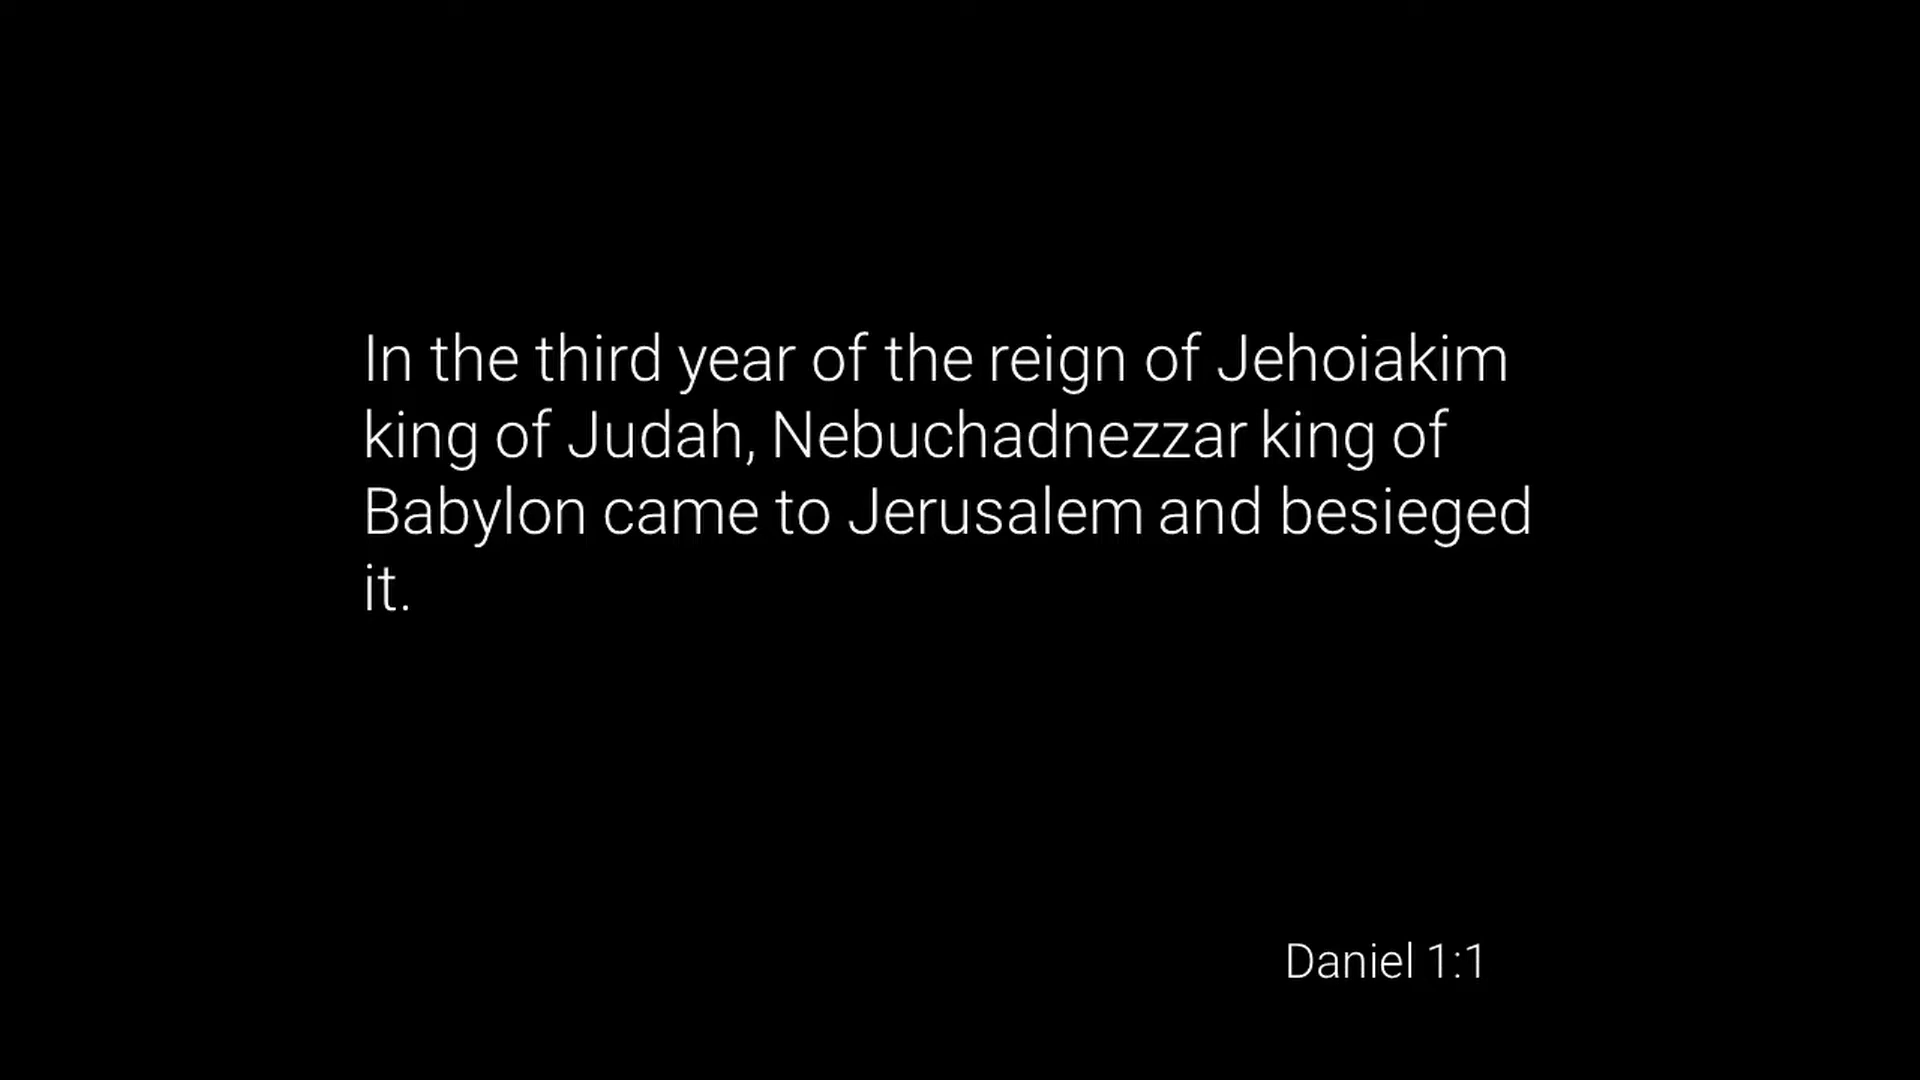 In the third year of the reign of Jehoiakim
king of Judah, Nebuchadnezzar king of
Babylon came to Jerusalem and besieged
it.
Daniel 1:1